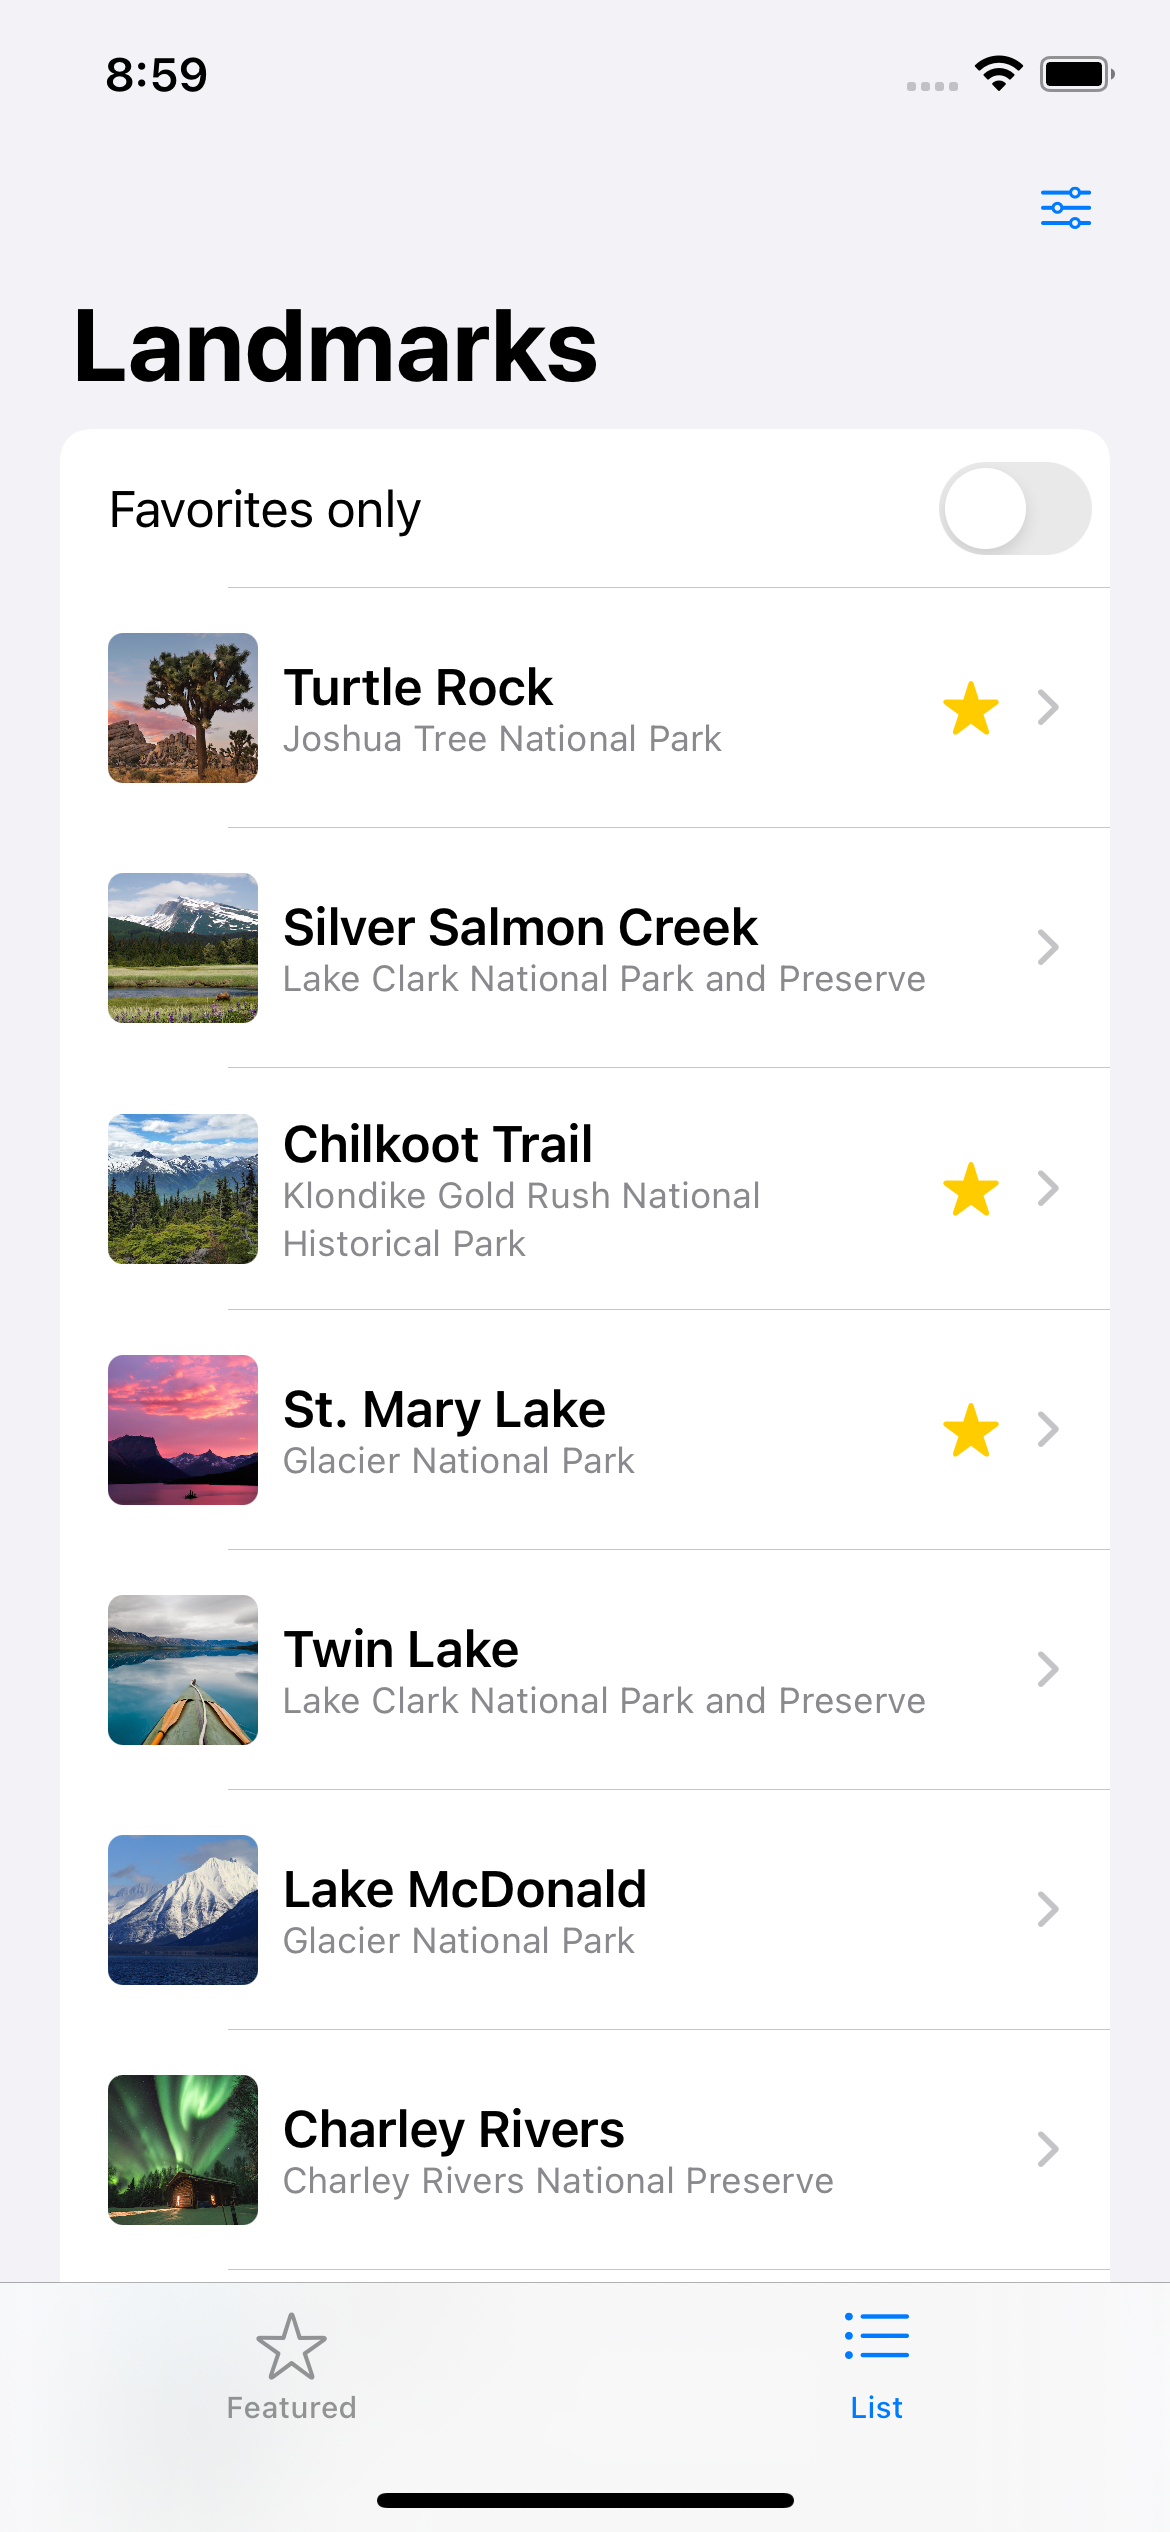 8:59
Landmarks
Favorites only
Turtle Rock
Joshua Tree National Park
Silver Salmon Creek
Lake Clark National Park and Preserve
Chilkoot Trail
Klondike Gold Rush National
Historical Park
St. Mary Lake
Glacier National Park
Twin Lake
Lake Clark National Park and Preserve
Lake McDonald
Glacier National Park
Charley Rivers
Charley Rivers National Preserve
Featured
List